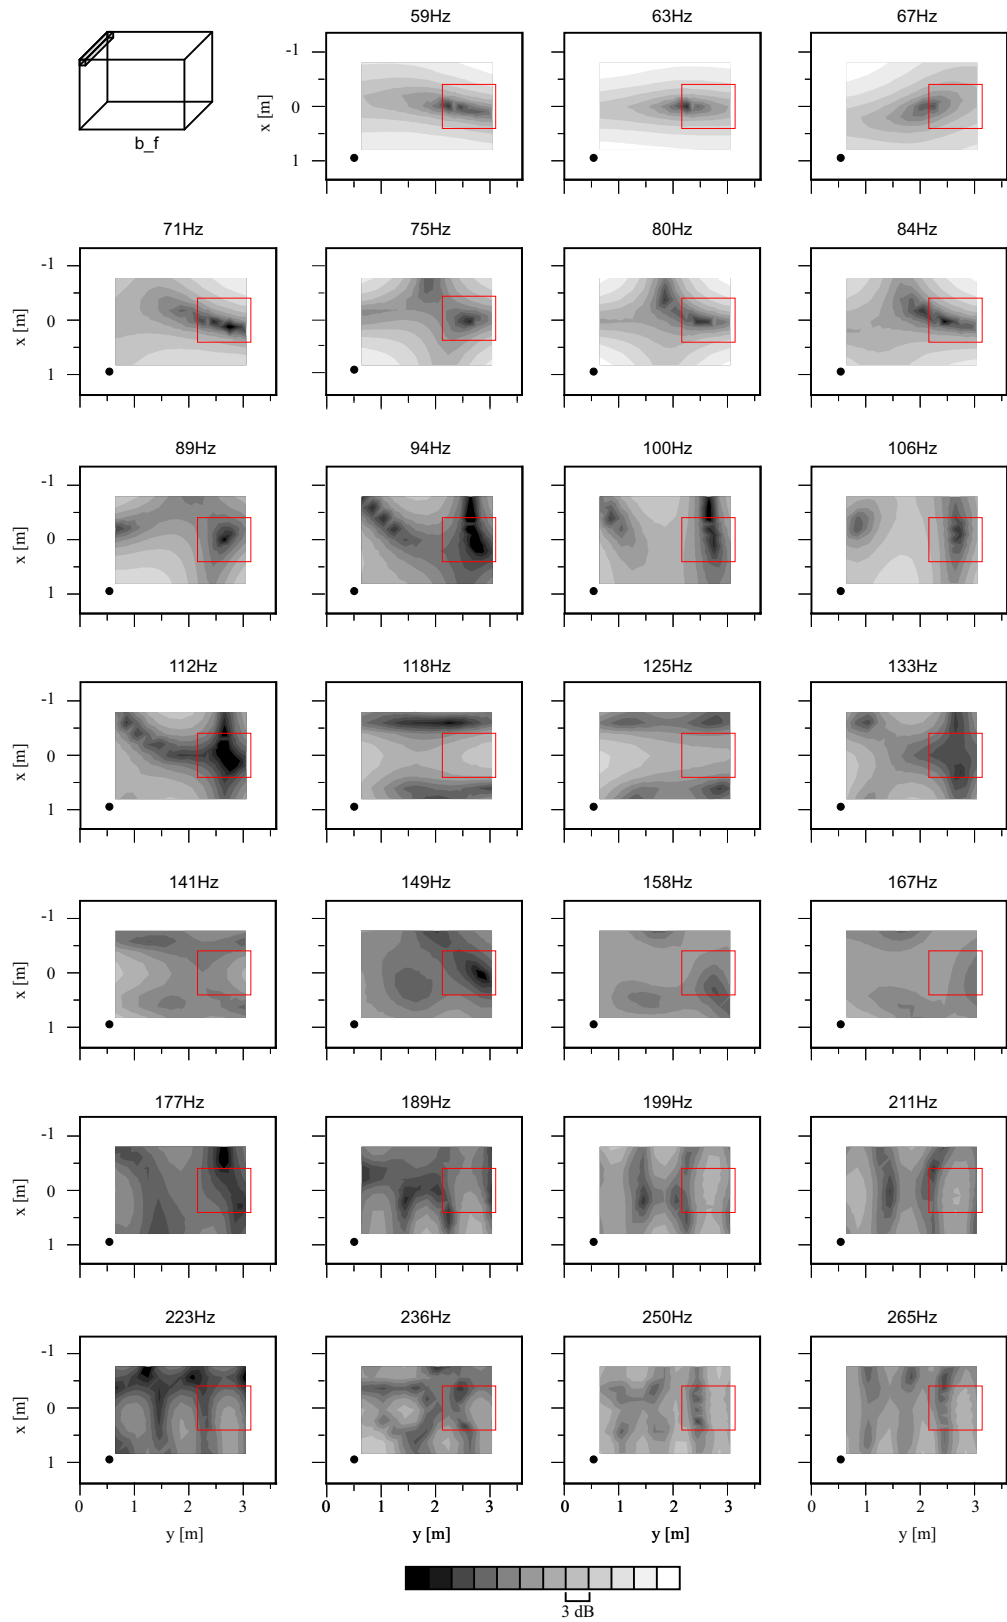 59Hz 63Hz 67Hz
-1
0
1
x [m]
b_f
71Hz 75Hz 80Hz 84Hz
-1
0
1
x [m]
89Hz 94Hz 100Hz 106Hz
-1
0
1
x [m]
112Hz 118Hz 125Hz 133Hz
-1
0
1
x [m]
141Hz 149Hz 158Hz 167Hz
-1
0
1
x [m]
177Hz 189Hz 199Hz 211Hz
-1
0
1
x [m]
223Hz 236Hz 250Hz 265Hz
-1
0
1
x [m]
0 1 2 3 0 1 2 3 0 1 2 3 0 1 2 3
y [m] y [m] y [m] y [m]
3 dB